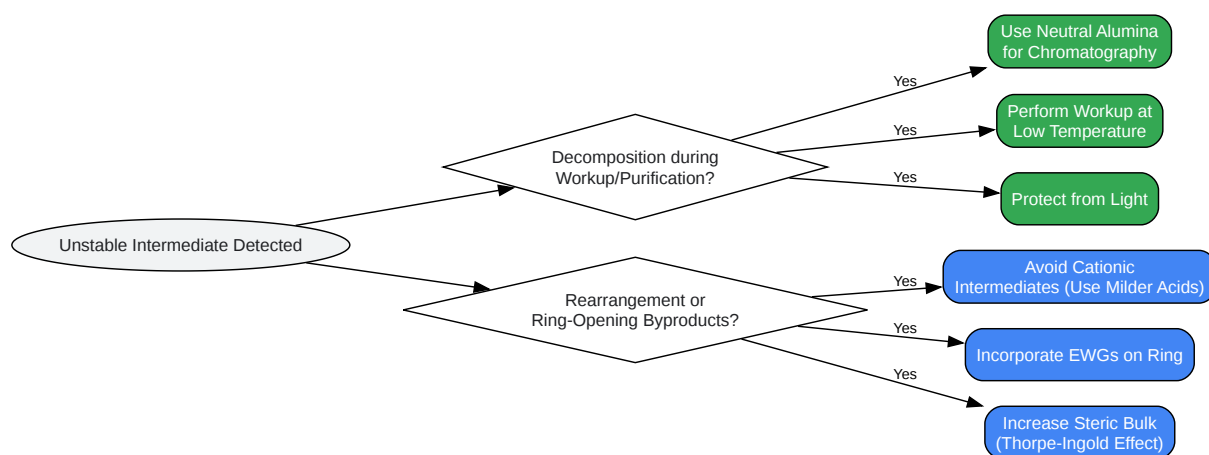 Use Neutral Alumina
for Chromatography
Yes
Perform Workup at
Low Temperature
Decomposition during
Workup/Purification?
Yes
Yes
Protect from Light
Unstable Intermediate Detected
Avoid Cationic
Intermediates (Use Milder Acids)
Yes
Rearrangement or
Ring-Opening Byproducts?
Yes
Incorporate EWGs on Ring
Yes
Increase Steric Bulk
(Thorpe-Ingold Effect)